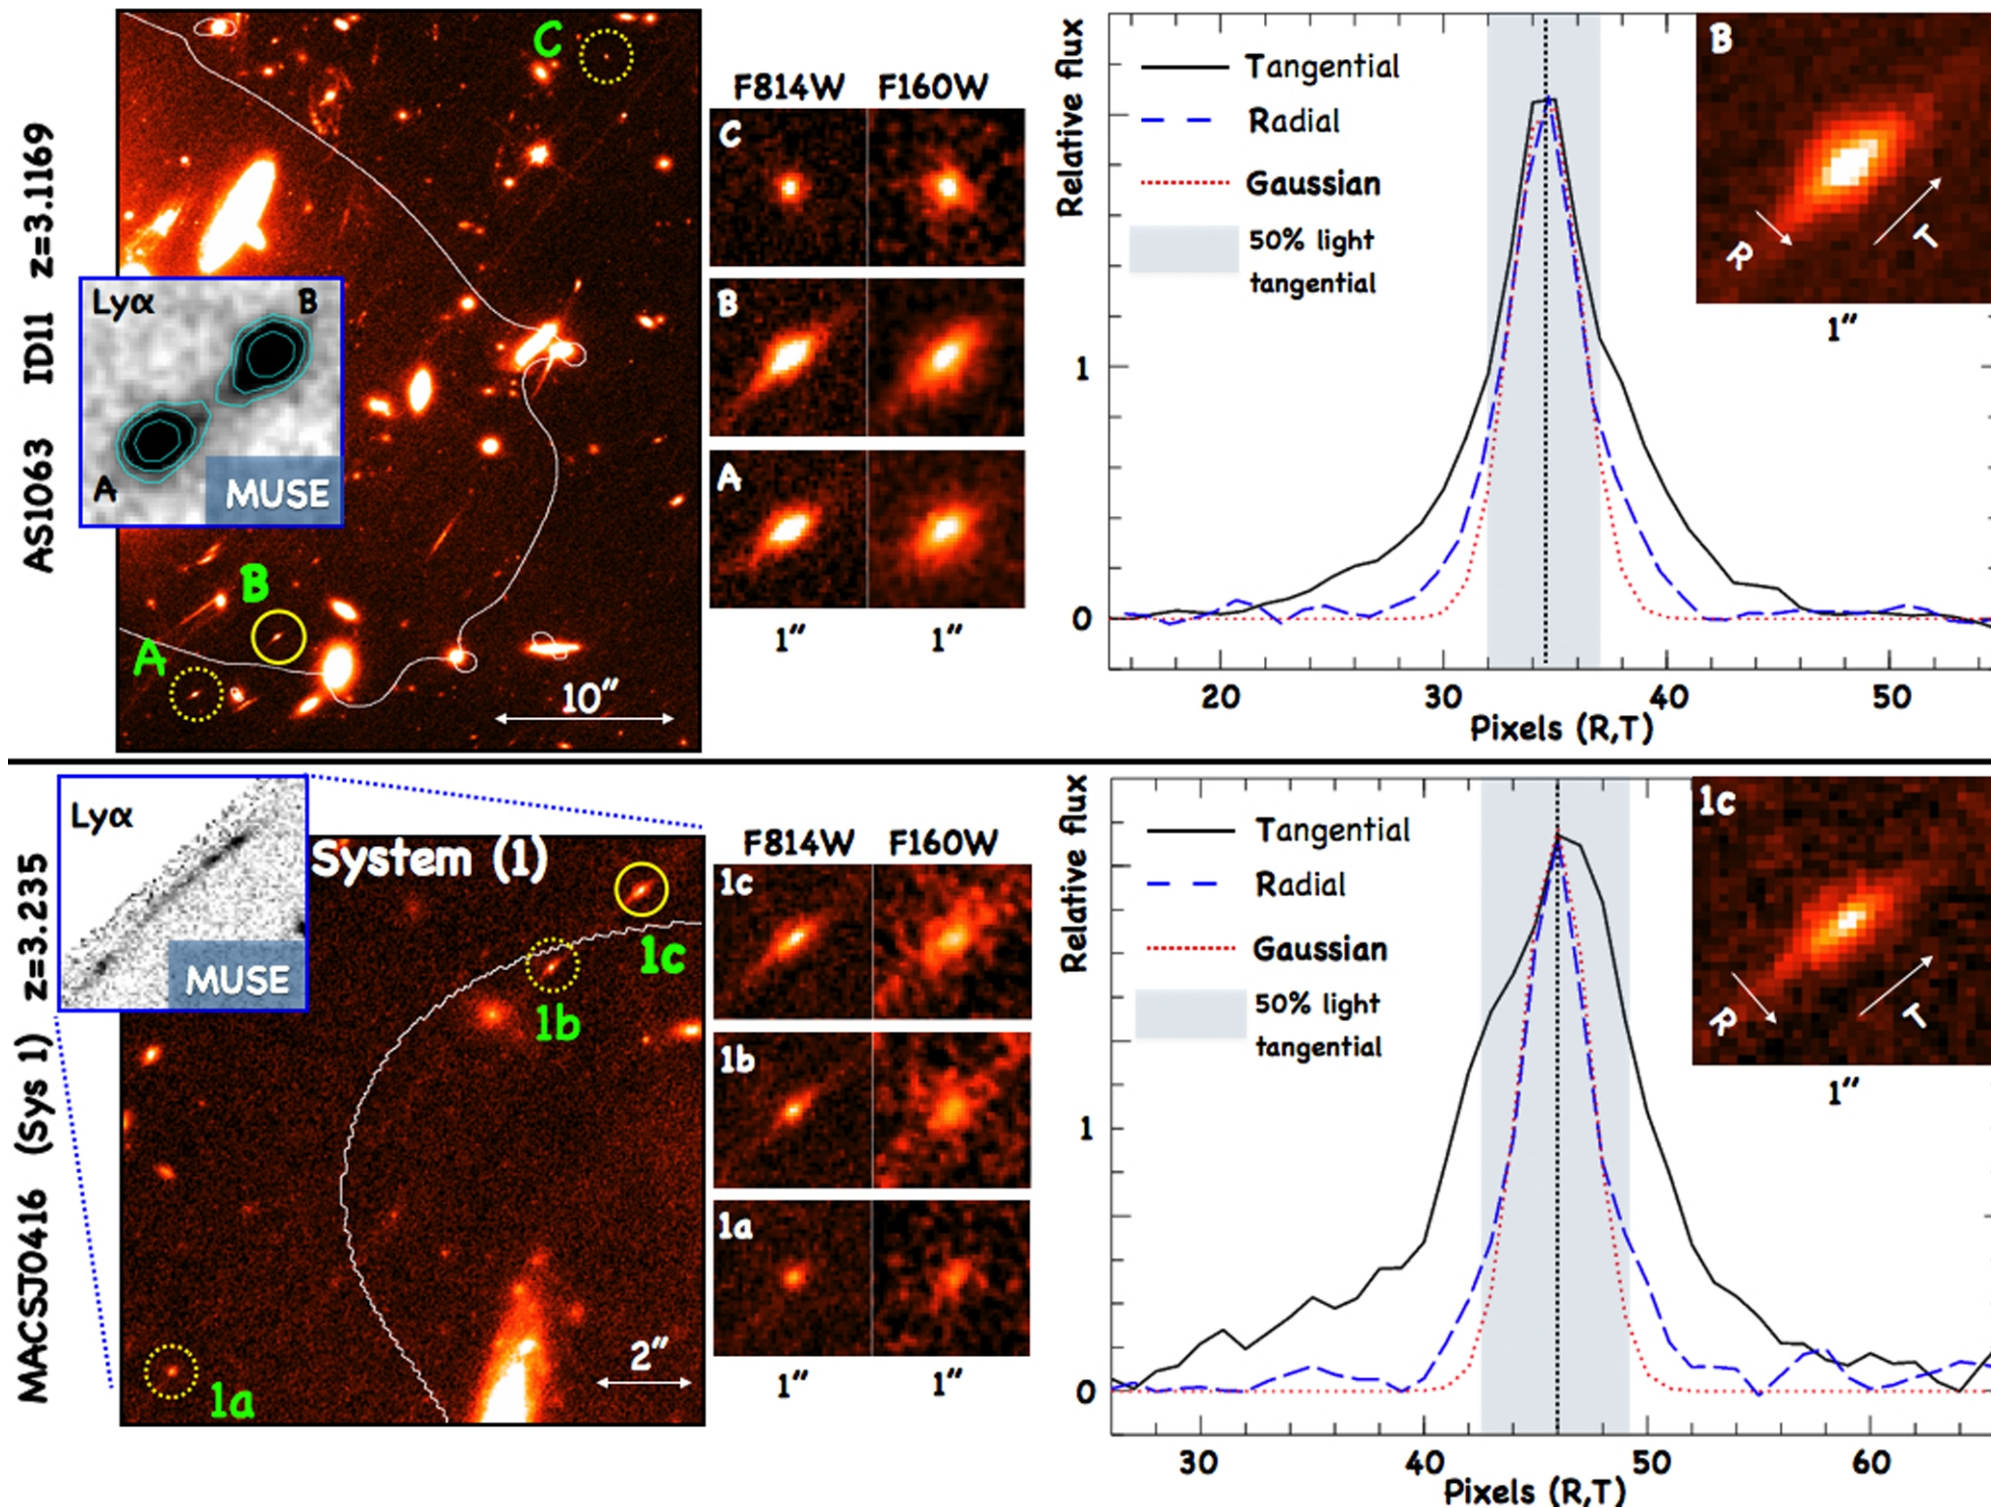 AS1063 ID11 z=3.1169
C
Lyα
B
A
MUSE
B
A
10″
F814W F160W
C
B
A
1″ 1″
Relative flux
Tangential
Radial
Gaussian
50% light
tangential
B
R
T
1″
1
0
20 30 40 50
Pixels (R,T)
MACSJ0416 (Sys 1) z=3.235
Lyα
MUSE
System (1)
1c
1b
1a
2″
F814W F160W
1c
1b
1a
1″ 1″
Relative flux
Tangential
Radial
Gaussian
50% light
tangential
1c
R
T
1″
1
0
30 40 50 60
Pixels (R,T)